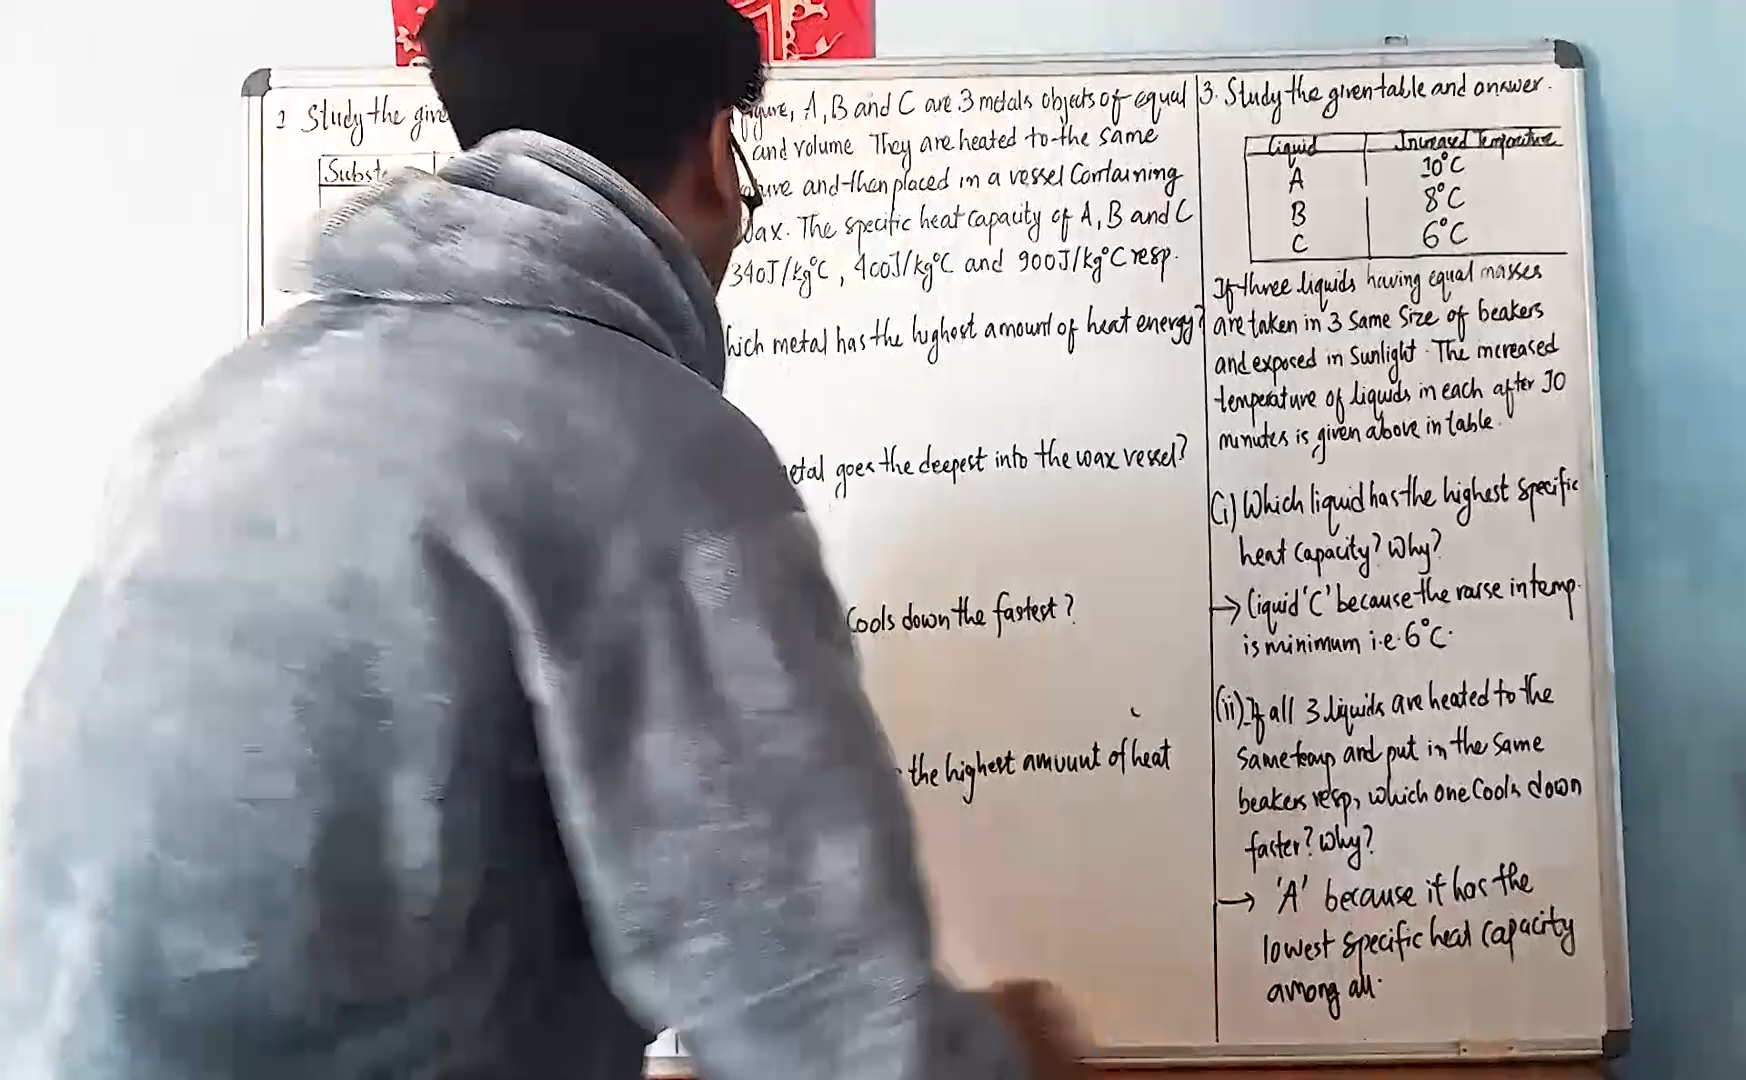 1 Study the give
Subst
igure, A, B and C are 3 metals objects of equal
and volume They are heated to the same
ature and then placed in a vessel Containing
wax. The specific heat capacity of A, B and C
340J/kg°C, 400J/kg°C and 900J/kg°C resp.
hich metal has the highest amount of heat energy?
etal goes the deepest into the wax vessel?
Cools down the fastest?
the highest amount of heat
3. Study the given table and answer.
Liquid Increased Temperature
A 10°C
B 8°C
C 6°C
If three liquids having equal masses
are taken in 3 Same Size of beakers
and exposed in Sunlight. The increased
temperature of liquids in each after 10
minutes is given above in table.
(i) Which liquid has the highest specific
heat capacity? Why?
→ Liquid 'C' because the raise in temp.
is minimum i.e. 6°C.
(ii) If all 3 liquids are heated to the
Same temp and put in the Same
beakers resp, which one Cools down
faster? Why?
→ 'A' because it has the
lowest specific heat capacity
among all.